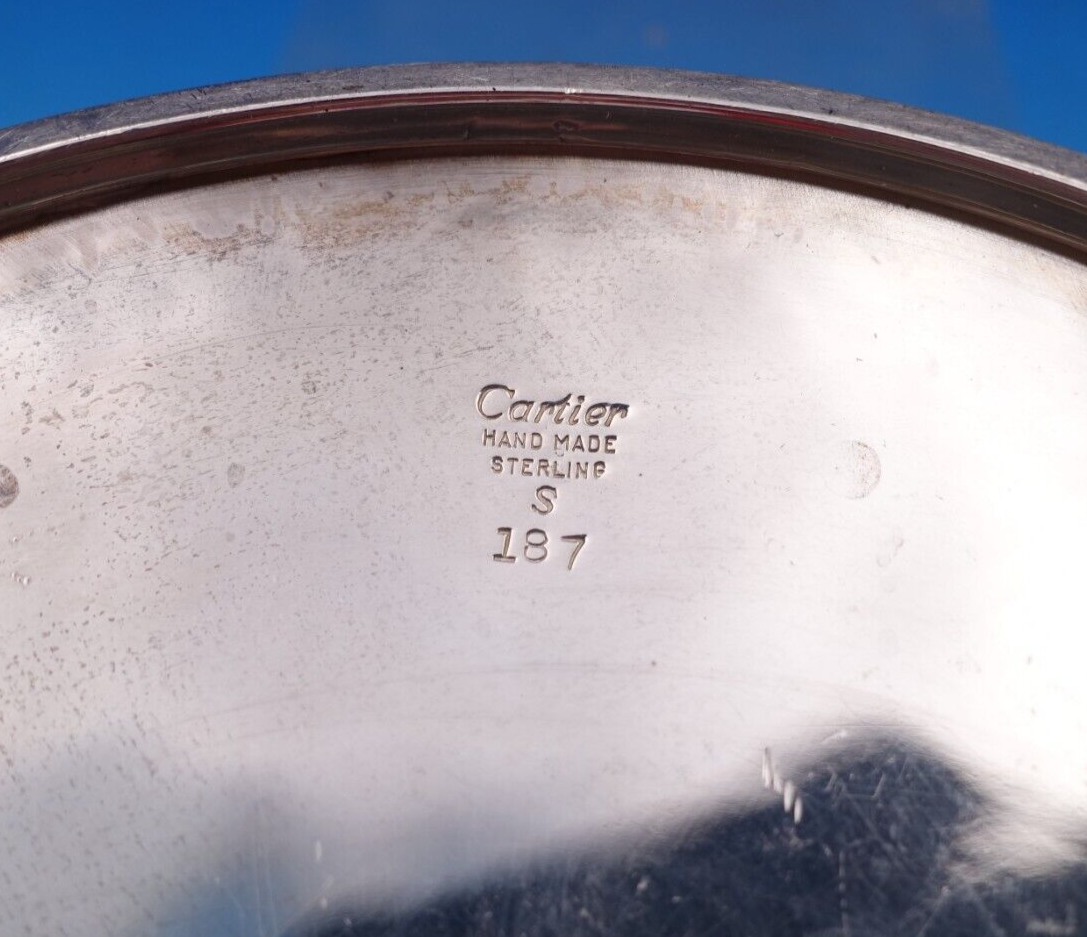 Cartier
HAND MADE
STERLING
S
187